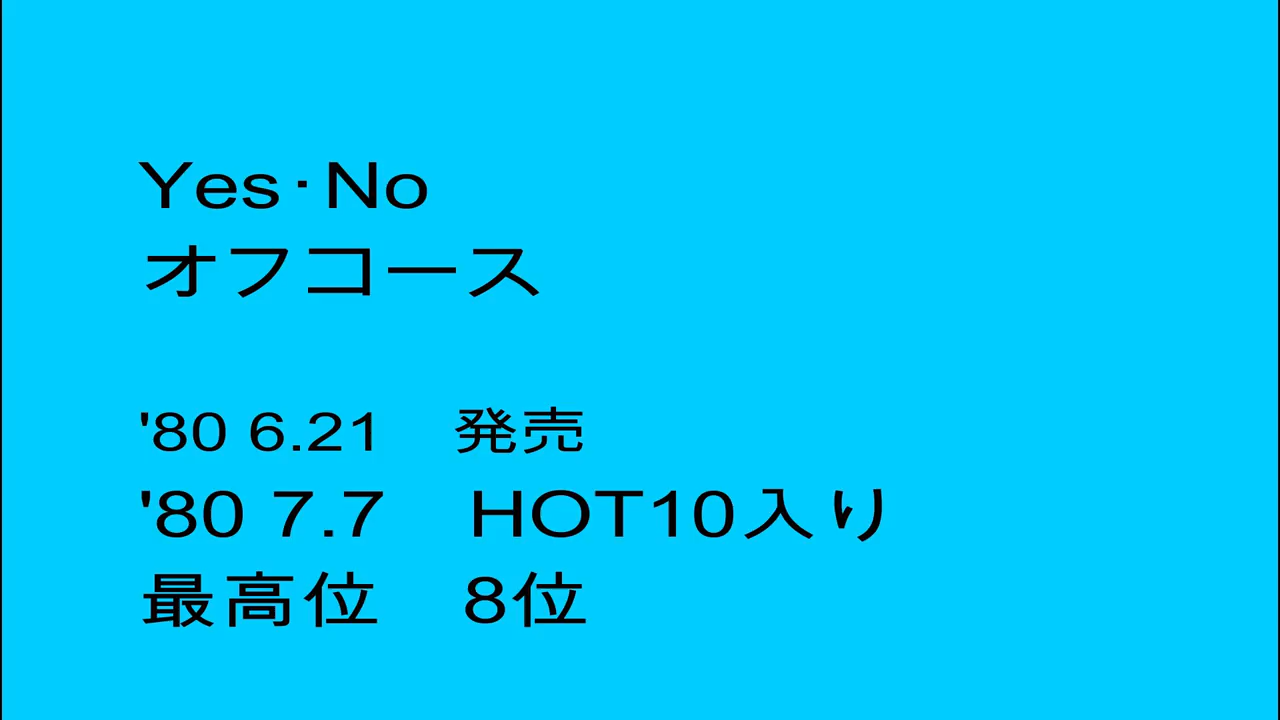 Yes･No
オフコース
'80 6.21　発売
'80 7.7　HOT10入り
最高位　8位